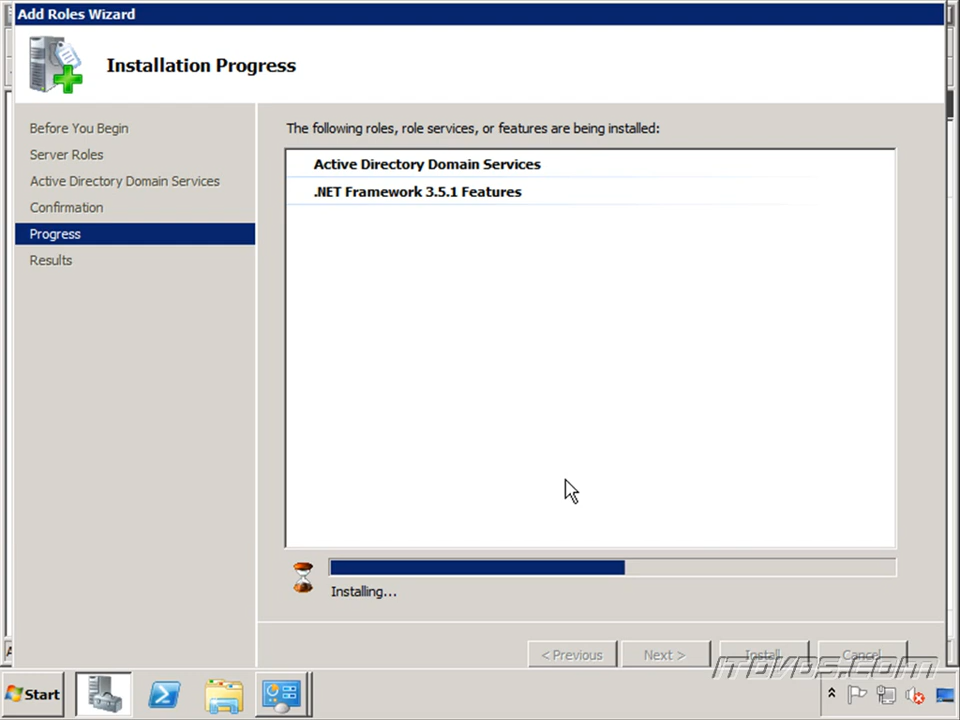 Add Roles Wizard
Installation Progress
Before You Begin
Server Roles
Active Directory Domain Services
Confirmation
Progress
Results
The following roles, role services, or features are being installed:
Active Directory Domain Services
.NET Framework 3.5.1 Features
Installing...
< Previous
Next >
Install
Cancel
ITdvds.com
Start